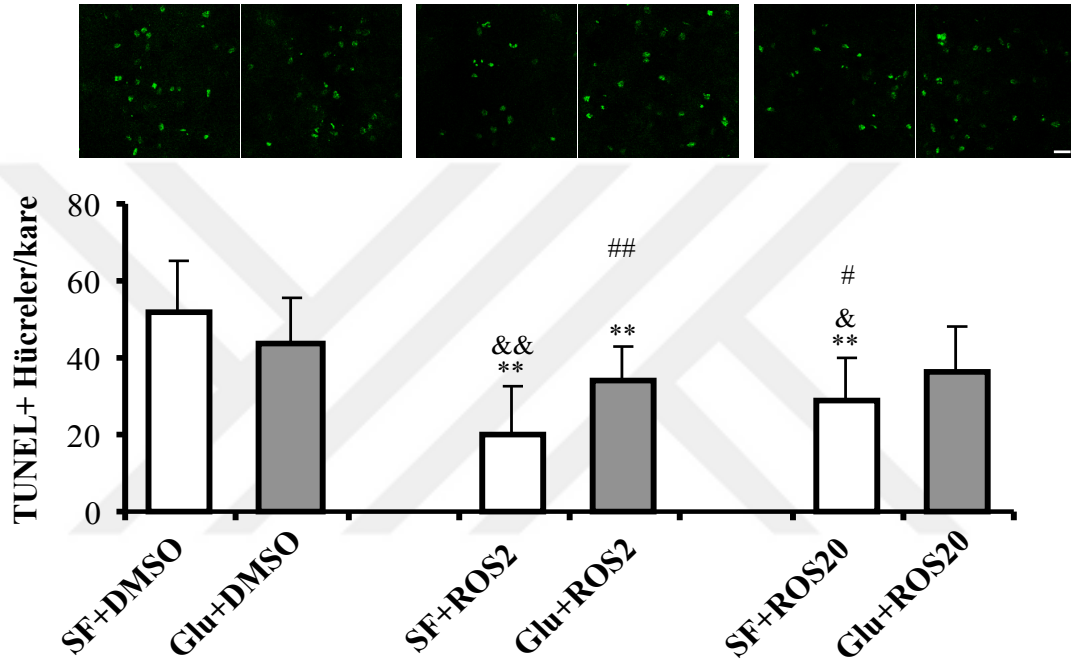 TUNEL+ Hücreler/kare
80
60
40
20
0
##
#
&&
**
**
&
**
SF+DMSO
Glu+DMSO
SF+ROS2
Glu+ROS2
SF+ROS20
Glu+ROS20